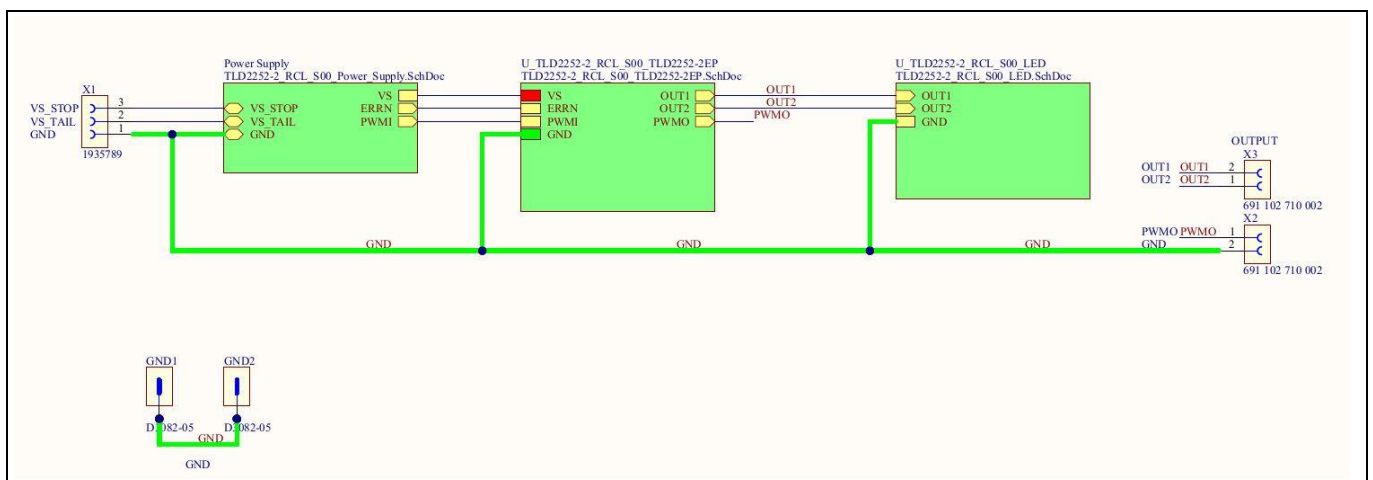 Power Supply
TLD2252-2_RCL_S00_Power_Supply.SchDoc
U_TLD2252-2_RCL_S00_TLD2252-2EP
TLD2252-2_RCL_S00_TLD2252-2EP.SchDoc
U_TLD2252-2_RCL_S00_LED
TLD2252-2_RCL_S00_LED.SchDoc
X1
VS_STOP 3
VS_TAIL 2
GND 1
1935789
VS_STOP VS
VS_TAIL ERRN
GND PWMI
VS OUT1
ERRN OUT2
PWMI PWMO
GND
OUT1
OUT2
PWMO
OUT1
OUT2
GND
OUTPUT
X3
OUT1 OUT1 2
OUT2 OUT2 1
691 102 710 002
X2
PWMO PWMO 1
GND 2
691 102 710 002
GND GND GND
GND1 GND2
D3082-05
GND
GND